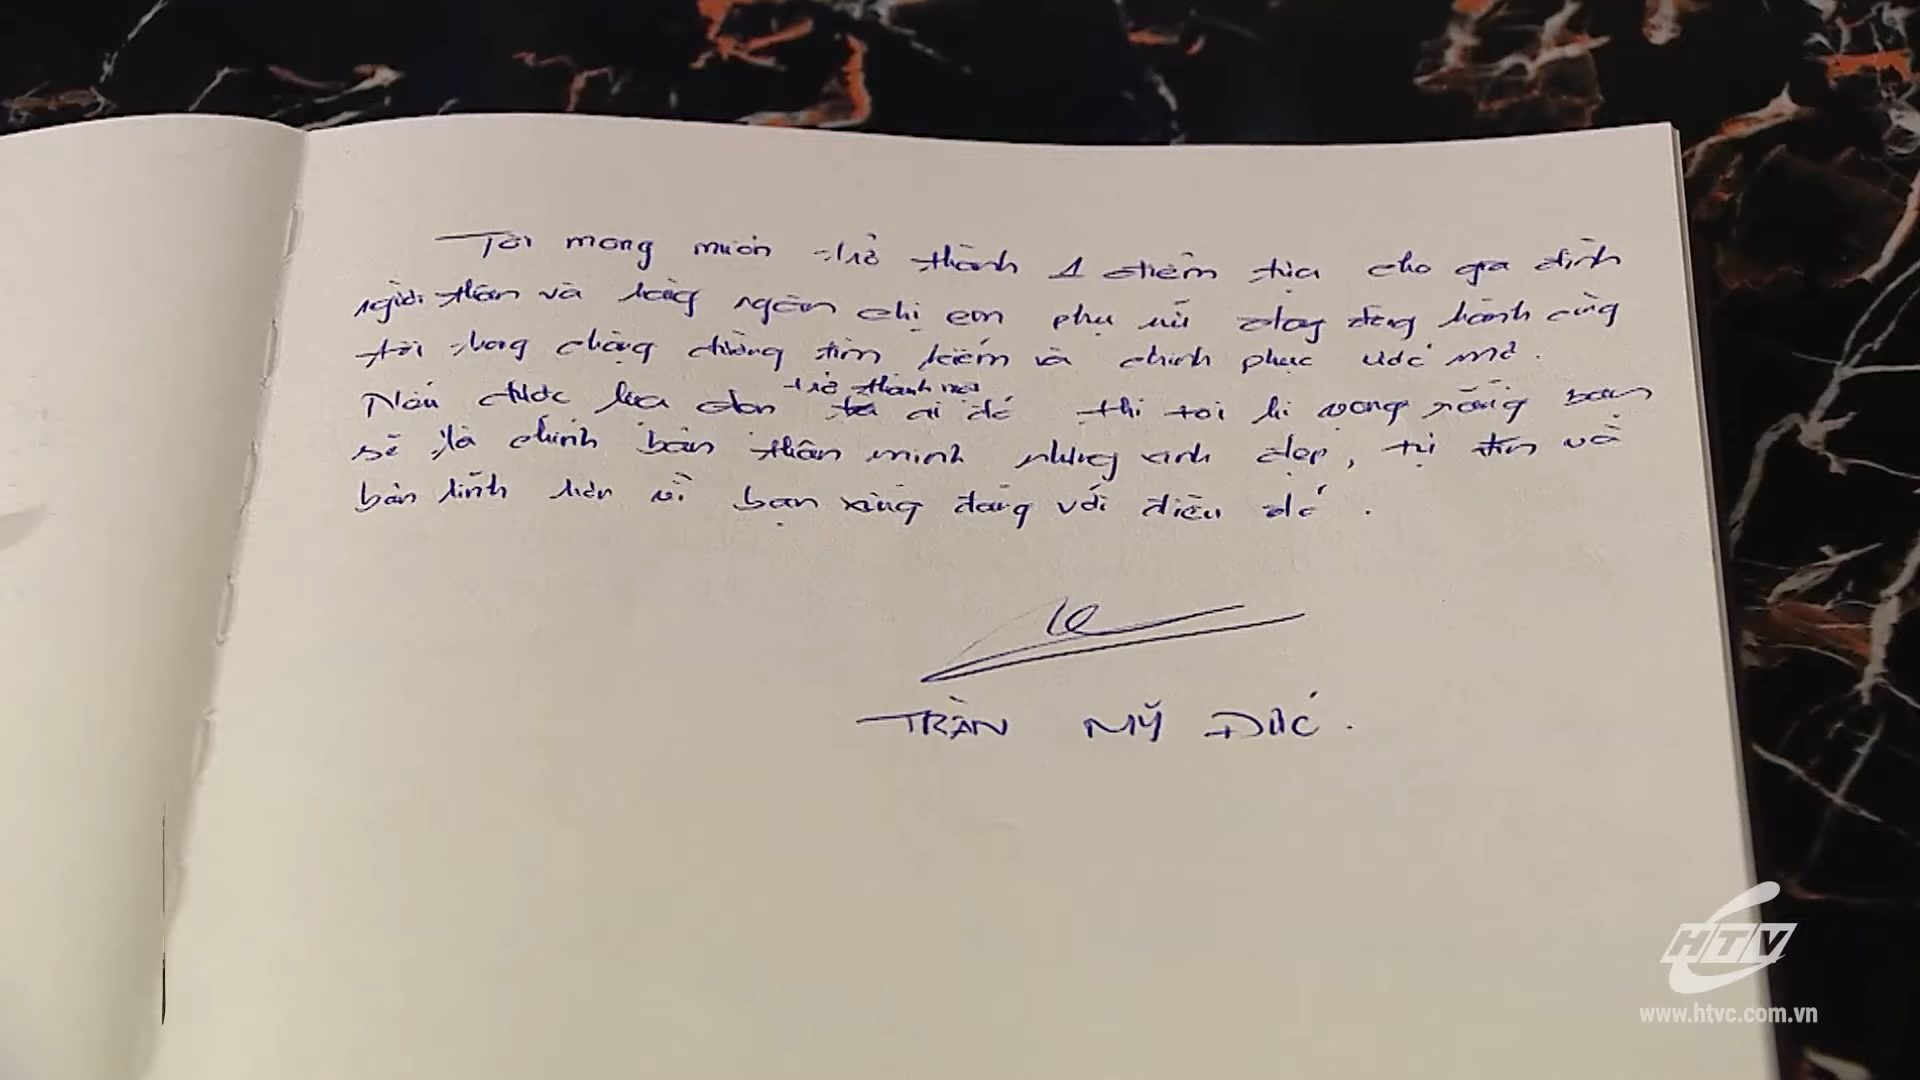 Tôi mong muốn trở thành 1 điểm tựa cho gia đình
người thân và hàng ngàn chị em phụ nữ đang đồng hành cùng
tôi trong chặng đường tìm kiếm và chinh phục ước mơ.
Nếu được lựa chọn trở thành một ai đó thì tôi hi vọng rằng bạn
sẽ là chính bản thân mình nhưng xinh đẹp, tự tin và
bản lĩnh hơn vì bạn xứng đáng với điều đó.
TRẦN MỸ ĐỨC.
HTV
www.htvc.com.vn